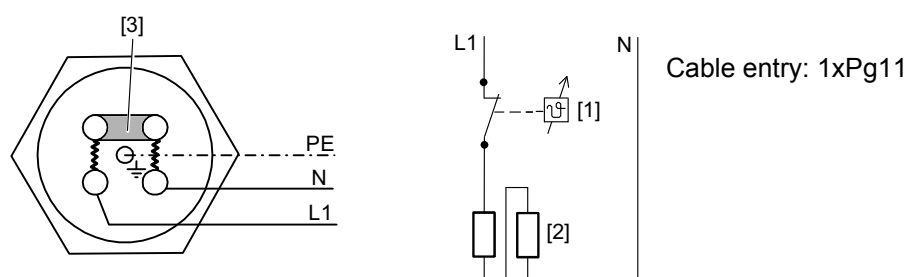 [3]
PE
N
L1
L1
N
[1]
[2]
Cable entry: 1xPg11